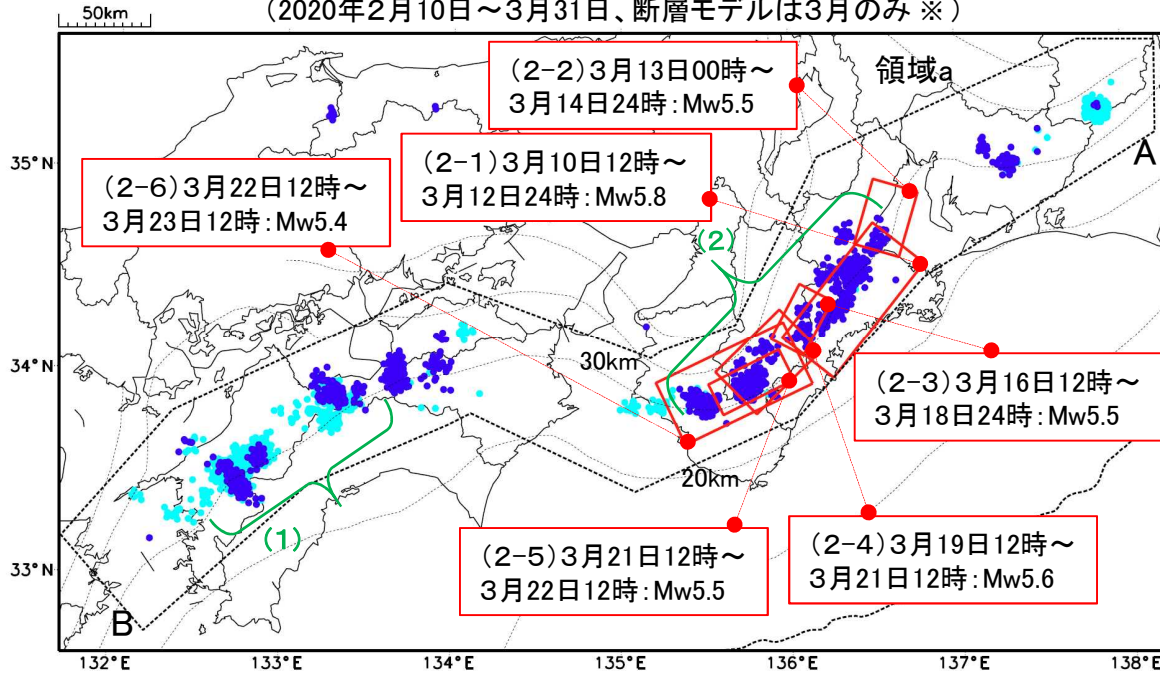 (2020年2月10日～3月31日、断層モデルは3月のみ ※)
50km
(2-2)3月13日00時～
3月14日24時:Mw5.5
領域a
A
35°N
(2-1)3月10日12時～
3月12日24時:Mw5.8
(2-6)3月22日12時～
3月23日12時:Mw5.4
(2)
34°N
30km
(2-3)3月16日12時～
3月18日24時:Mw5.5
20km
(1)
(2-5)3月21日12時～
3月22日12時:Mw5.5
(2-4)3月19日12時～
3月21日12時:Mw5.6
33°N
B
132°E
133°E
134°E
135°E
136°E
137°E
138°E